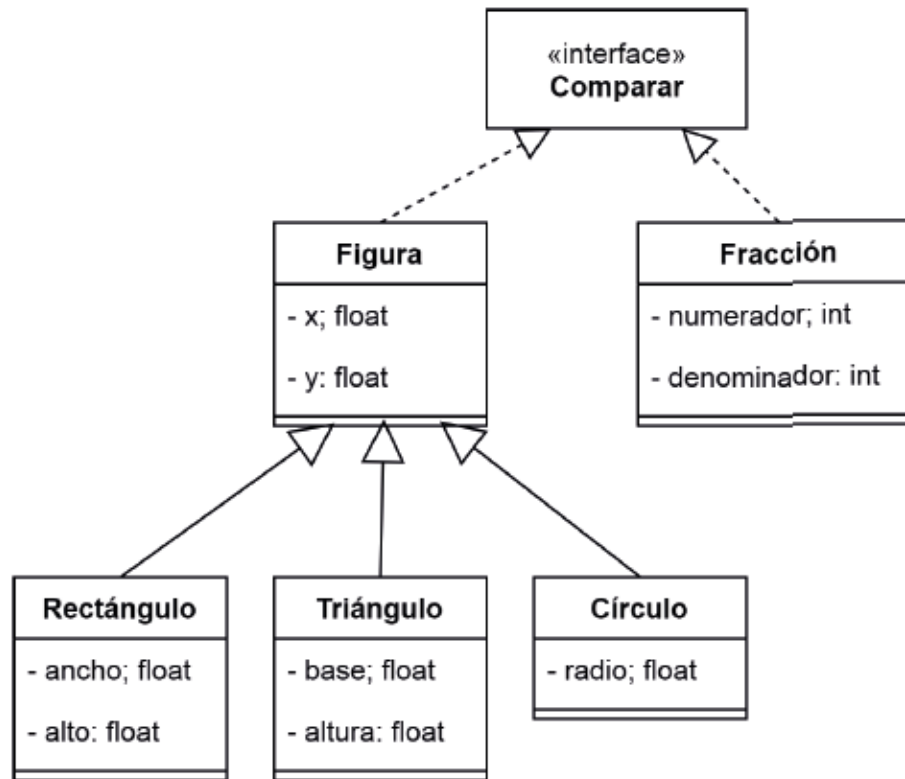 «interface»
Comparar
Figura
- x; float
- y: float
Fracción
- numerador; int
- denominador: int
Rectángulo
- ancho; float
- alto: float
Triángulo
- base; float
- altura: float
Círculo
- radio; float